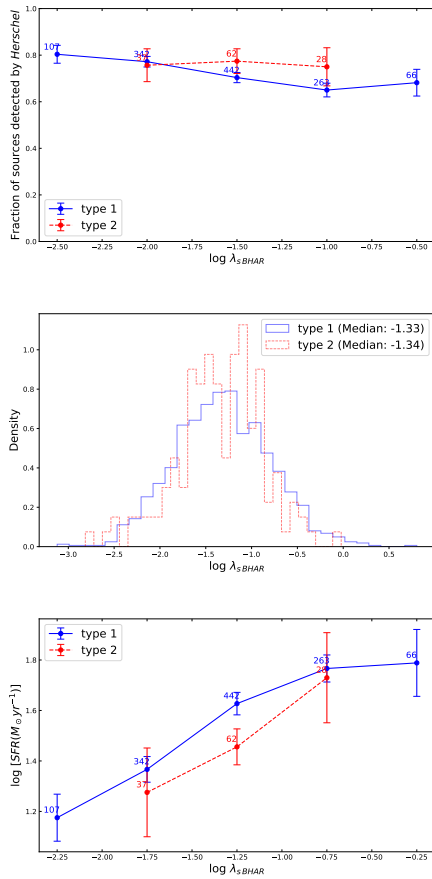 1.0
0.8
0.6
0.4
0.2
0.0
Fraction of sources detected by Herschel
107
342
442
263
66
62
28
type 1
type 2
−2.50 −2.25 −2.00 −1.75 −1.50 −1.25 −1.00 −0.75 −0.50
log λsBHAR
1.0
0.8
0.6
0.4
0.2
0.0
Density
type 1 (Median: -1.33)
type 2 (Median: -1.34)
−3.0 −2.5 −2.0 −1.5 −1.0 −0.5 0.0 0.5
log λsBHAR
1.8
1.6
1.4
1.2
log [SFR(M⊙yr−1)]
type 1
type 2
107
342
442
263
66
37
62
28
−2.25 −2.00 −1.75 −1.50 −1.25 −1.00 −0.75 −0.50 −0.25
log λsBHAR